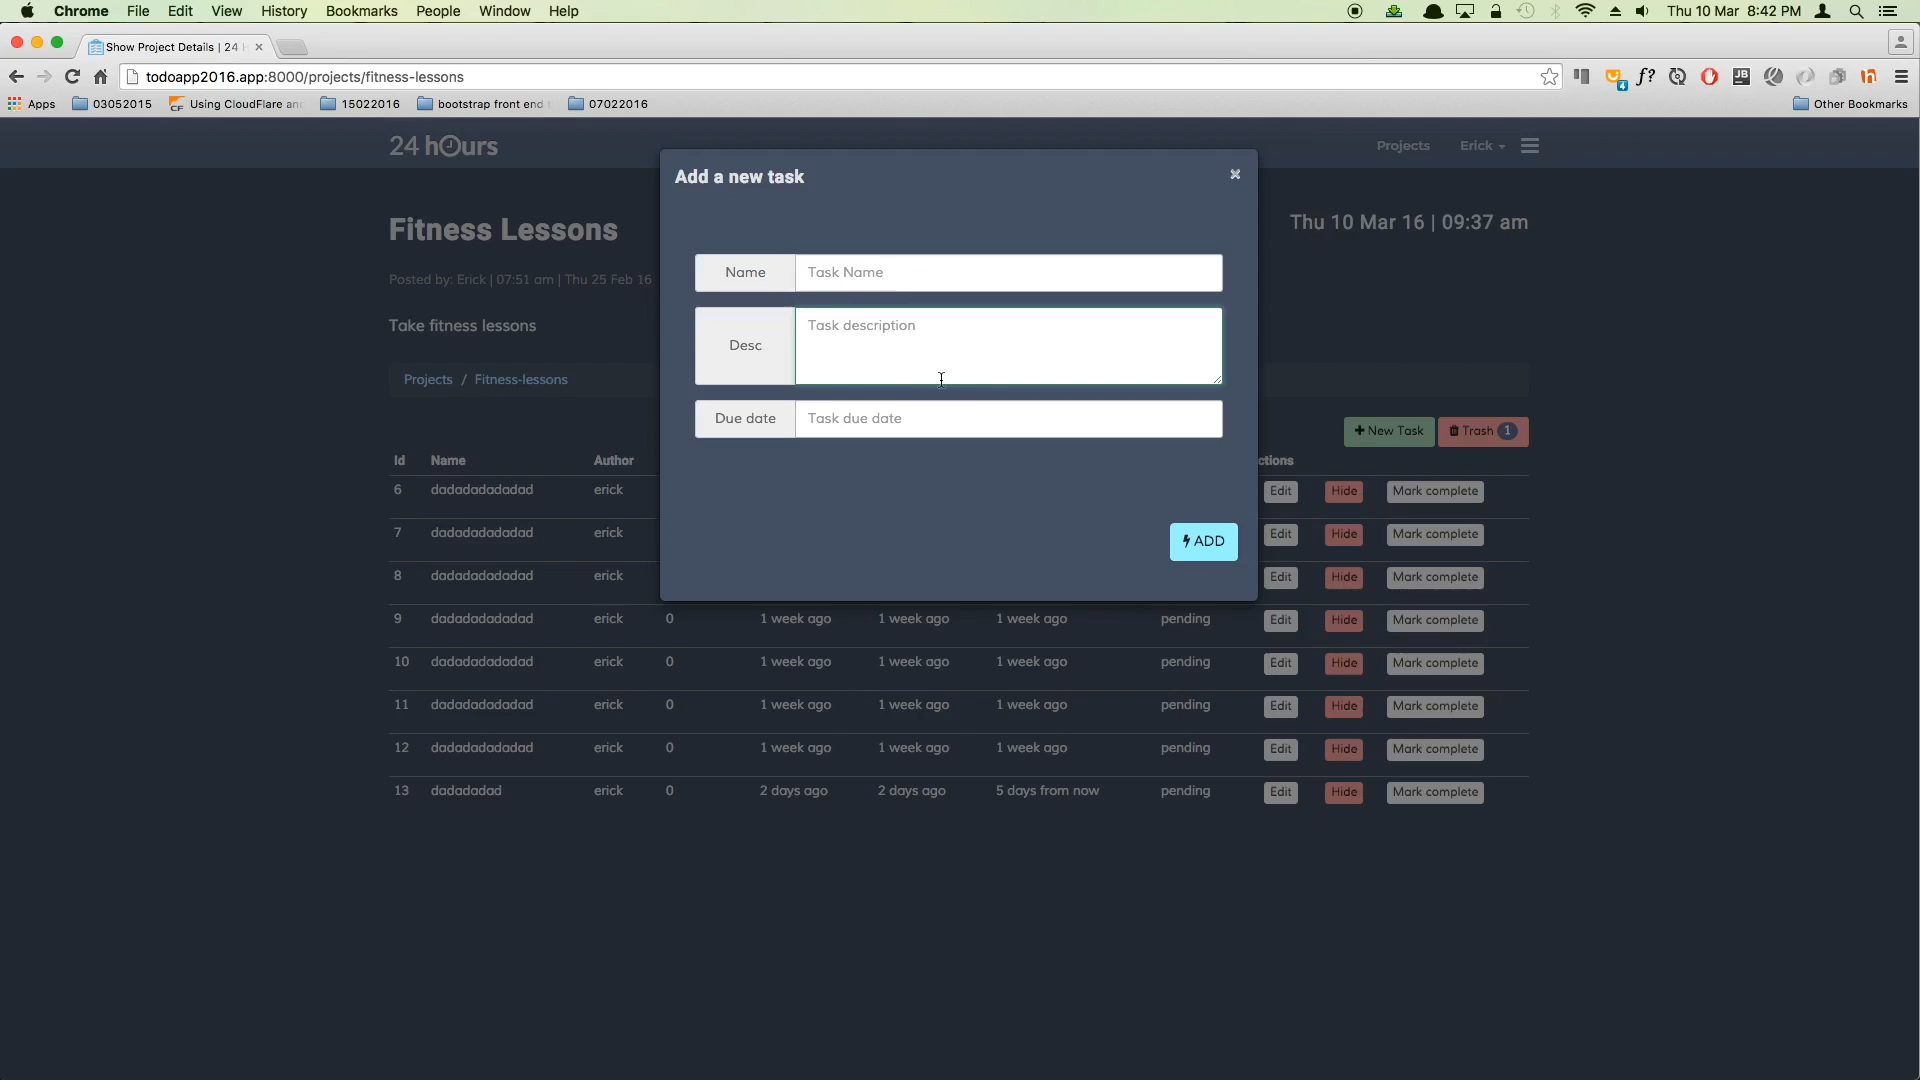 Chrome File Edit View History Bookmarks People Window Help Thu 10 Mar 8:42 PM
Show Project Details | 24
todoapp2016.app:8000/projects/fitness-lessons
Apps 03052015 Using CloudFlare an 15022016 bootstrap front end 07022016 Other Bookmarks
24 hours Projects Erick
Add a new task
Fitness Lessons Thu 10 Mar 16 | 09:37 am
Name Task Name
Posted by: Erick | 07:51 am | Thu 25 Feb 16
Take fitness lessons
Desc Task description
Projects / Fitness-lessons
Due date Task due date
New Task Trash 1
Id Name Author ctions
6 dadadadadadad erick Edit Hide Mark complete
7 dadadadadadad erick Edit Hide Mark complete
ADD
8 dadadadadadad erick Edit Hide Mark complete
9 dadadadadadad erick 0 1 week ago 1 week ago 1 week ago pending Edit Hide Mark complete
10 dadadadadadad erick 0 1 week ago 1 week ago 1 week ago pending Edit Hide Mark complete
11 dadadadadadad erick 0 1 week ago 1 week ago 1 week ago pending Edit Hide Mark complete
12 dadadadadadad erick 0 1 week ago 1 week ago 1 week ago pending Edit Hide Mark complete
13 dadadadad erick 0 2 days ago 2 days ago 5 days from now pending Edit Hide Mark complete